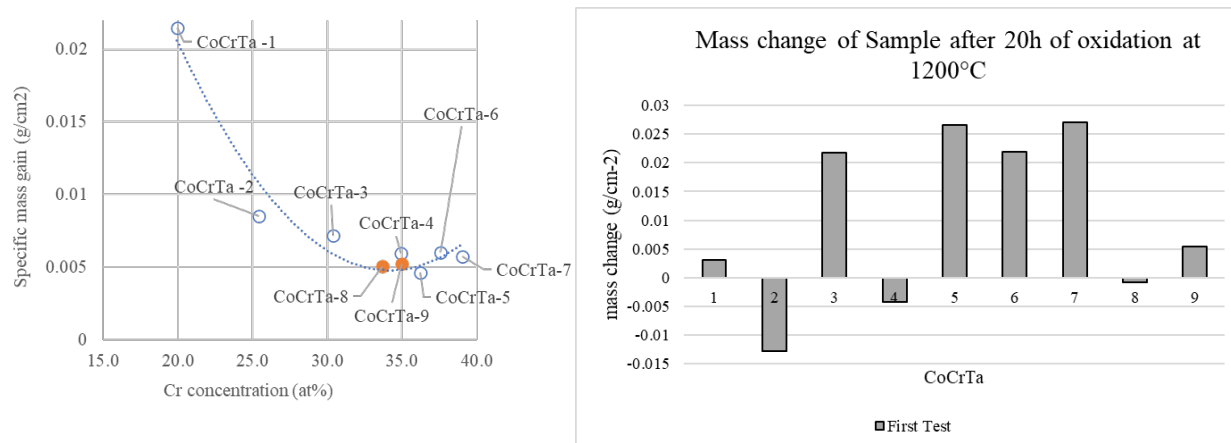 0.02
0.015
0.01
0.005
0
Specific mass gain (g/cm2)
CoCrTa -1
CoCrTa-6
CoCrTa-3
CoCrTa -2
CoCrTa-4
CoCrTa-7
CoCrTa-8
CoCrTa-5
CoCrTa-9
15.0 20.0 25.0 30.0 35.0 40.0
Cr concentration (at%)
Mass change of Sample after 20h of oxidation at
1200°C
0.03
0.025
0.02
0.015
0.01
0.005
0
-0.005
-0.01
-0.015
mass change (g/cm-2)
1 2 3 4 5 6 7 8 9
CoCrTa
First Test